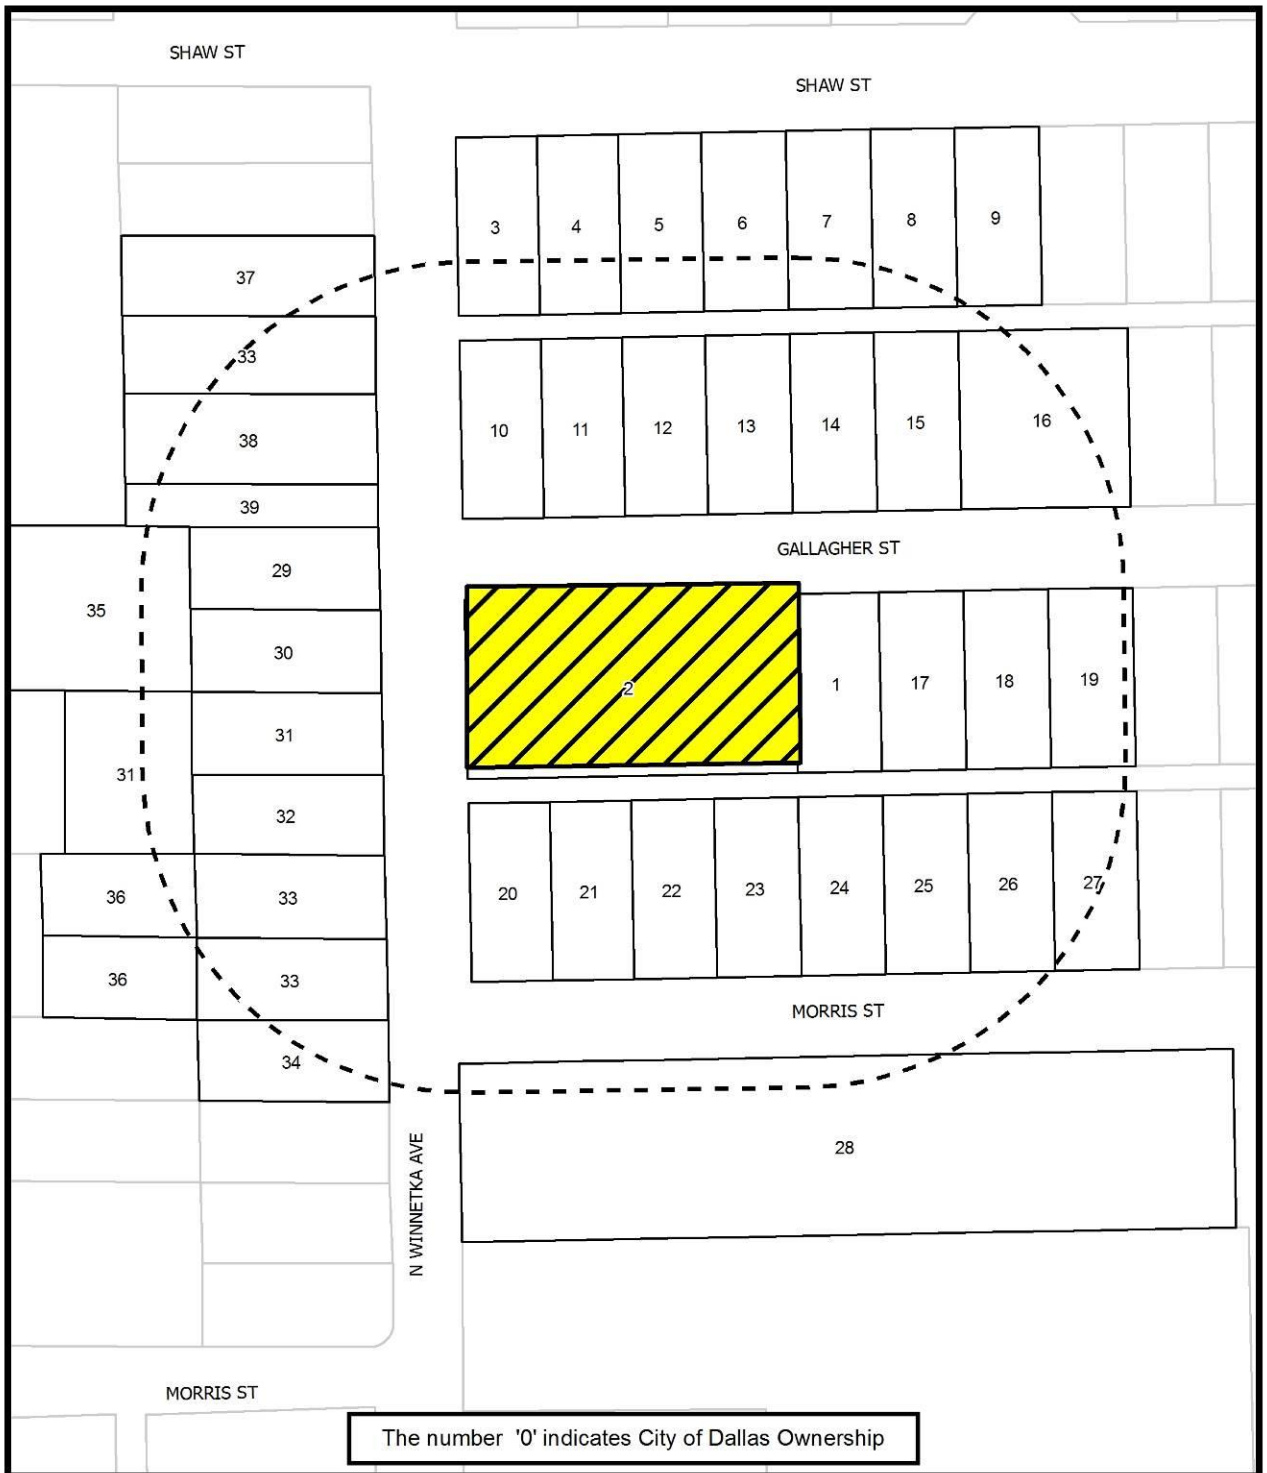 SHAW ST
SHAW ST
3 4 5 6 7 8 9
37
33
10 11 12 13 14 15 16
38
39
GALLAGHER ST
29
35
30
2 1 17 18 19
31
31
32
20 21 22 23 24 25 26 27
36 33
36 33
MORRIS ST
34
28
N WINNETKA AVE
MORRIS ST
The number '0' indicates City of Dallas Ownership